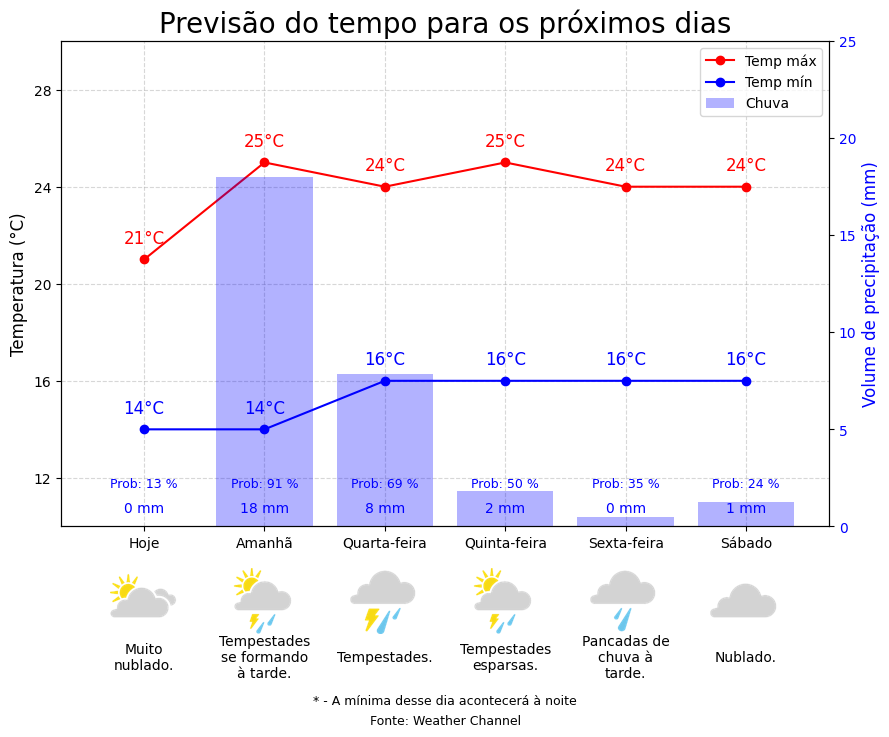 Previsão do tempo para os próximos dias
Temp máx
Temp mín
Chuva
Temperatura (°C)
Volume de precipitação (mm)
28
24
20
16
12
25
20
15
10
5
0
21°C
25°C
24°C
25°C
24°C
24°C
14°C
14°C
16°C
16°C
16°C
16°C
Prob: 13 %
Prob: 91 %
Prob: 69 %
Prob: 50 %
Prob: 35 %
Prob: 24 %
0 mm
18 mm
8 mm
2 mm
0 mm
1 mm
Hoje
Amanhã
Quarta-feira
Quinta-feira
Sexta-feira
Sábado
Muito
nublado.
Tempestades
se formando
à tarde.
Tempestades.
Tempestades
esparsas.
Pancadas de
chuva à
tarde.
Nublado.
* - A mínima desse dia acontecerá à noite
Fonte: Weather Channel